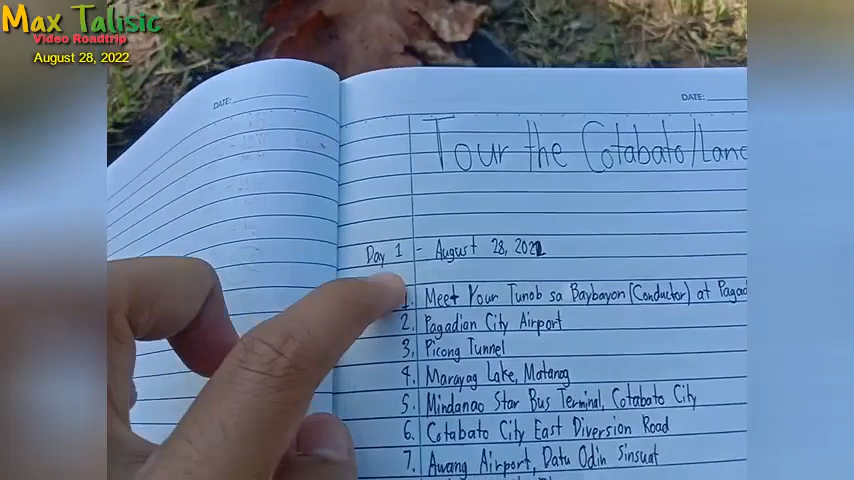 Max Talisic
Video Roadtrip
August 28, 2022
DATE:
DATE:
Tour the Cotabato/Lana
Day 1 - August 28, 2022
1. Meet Your Tunob sa Baybayon (Conductor) at Pagad
2. Pagadian City Airport
3. Picong Tunnel
4. Marayag Lake, Matanog
5. Mindanao Star Bus Terminal, Cotabato City
6. Cotabato City East Diversion Road
7. Awang Airport, Datu Odin Sinsuat